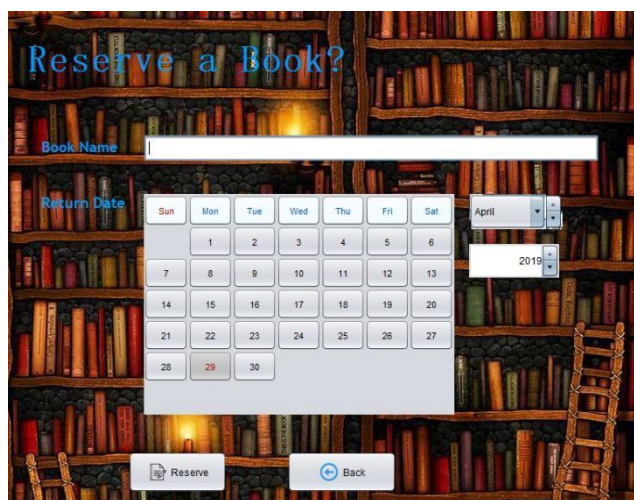 Reserve a Book?
Book Name
Return Date
Sun Mon Tue Wed Thu Fri Sat
April
1 2 3 4 5 6
2019
7 8 9 10 11 12 13
14 15 16 17 18 19 20
21 22 23 24 25 26 27
28 29 30
Reserve Back